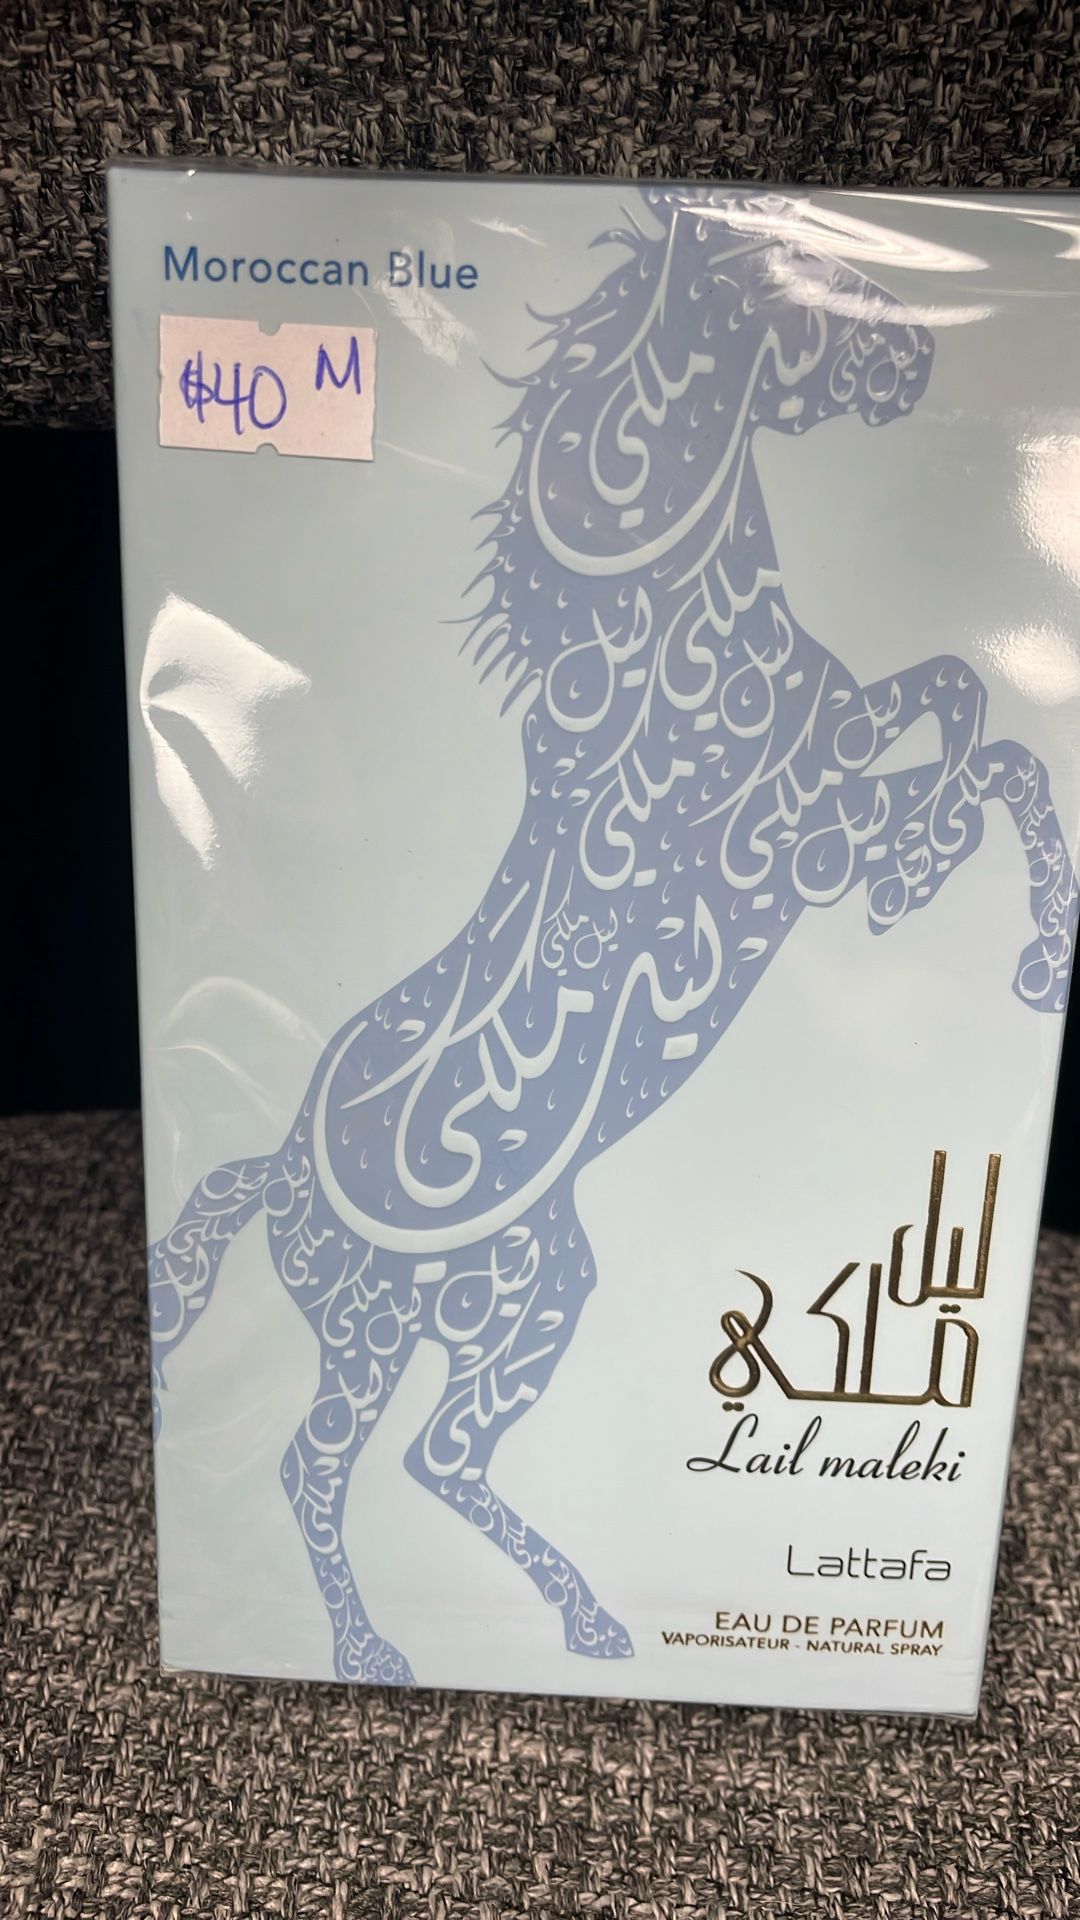 Moroccan Blue
$40 M
ليل
ملكي
Lail maleki
Lattafa
EAU DE PARFUM
VAPORISATEUR - NATURAL SPRAY